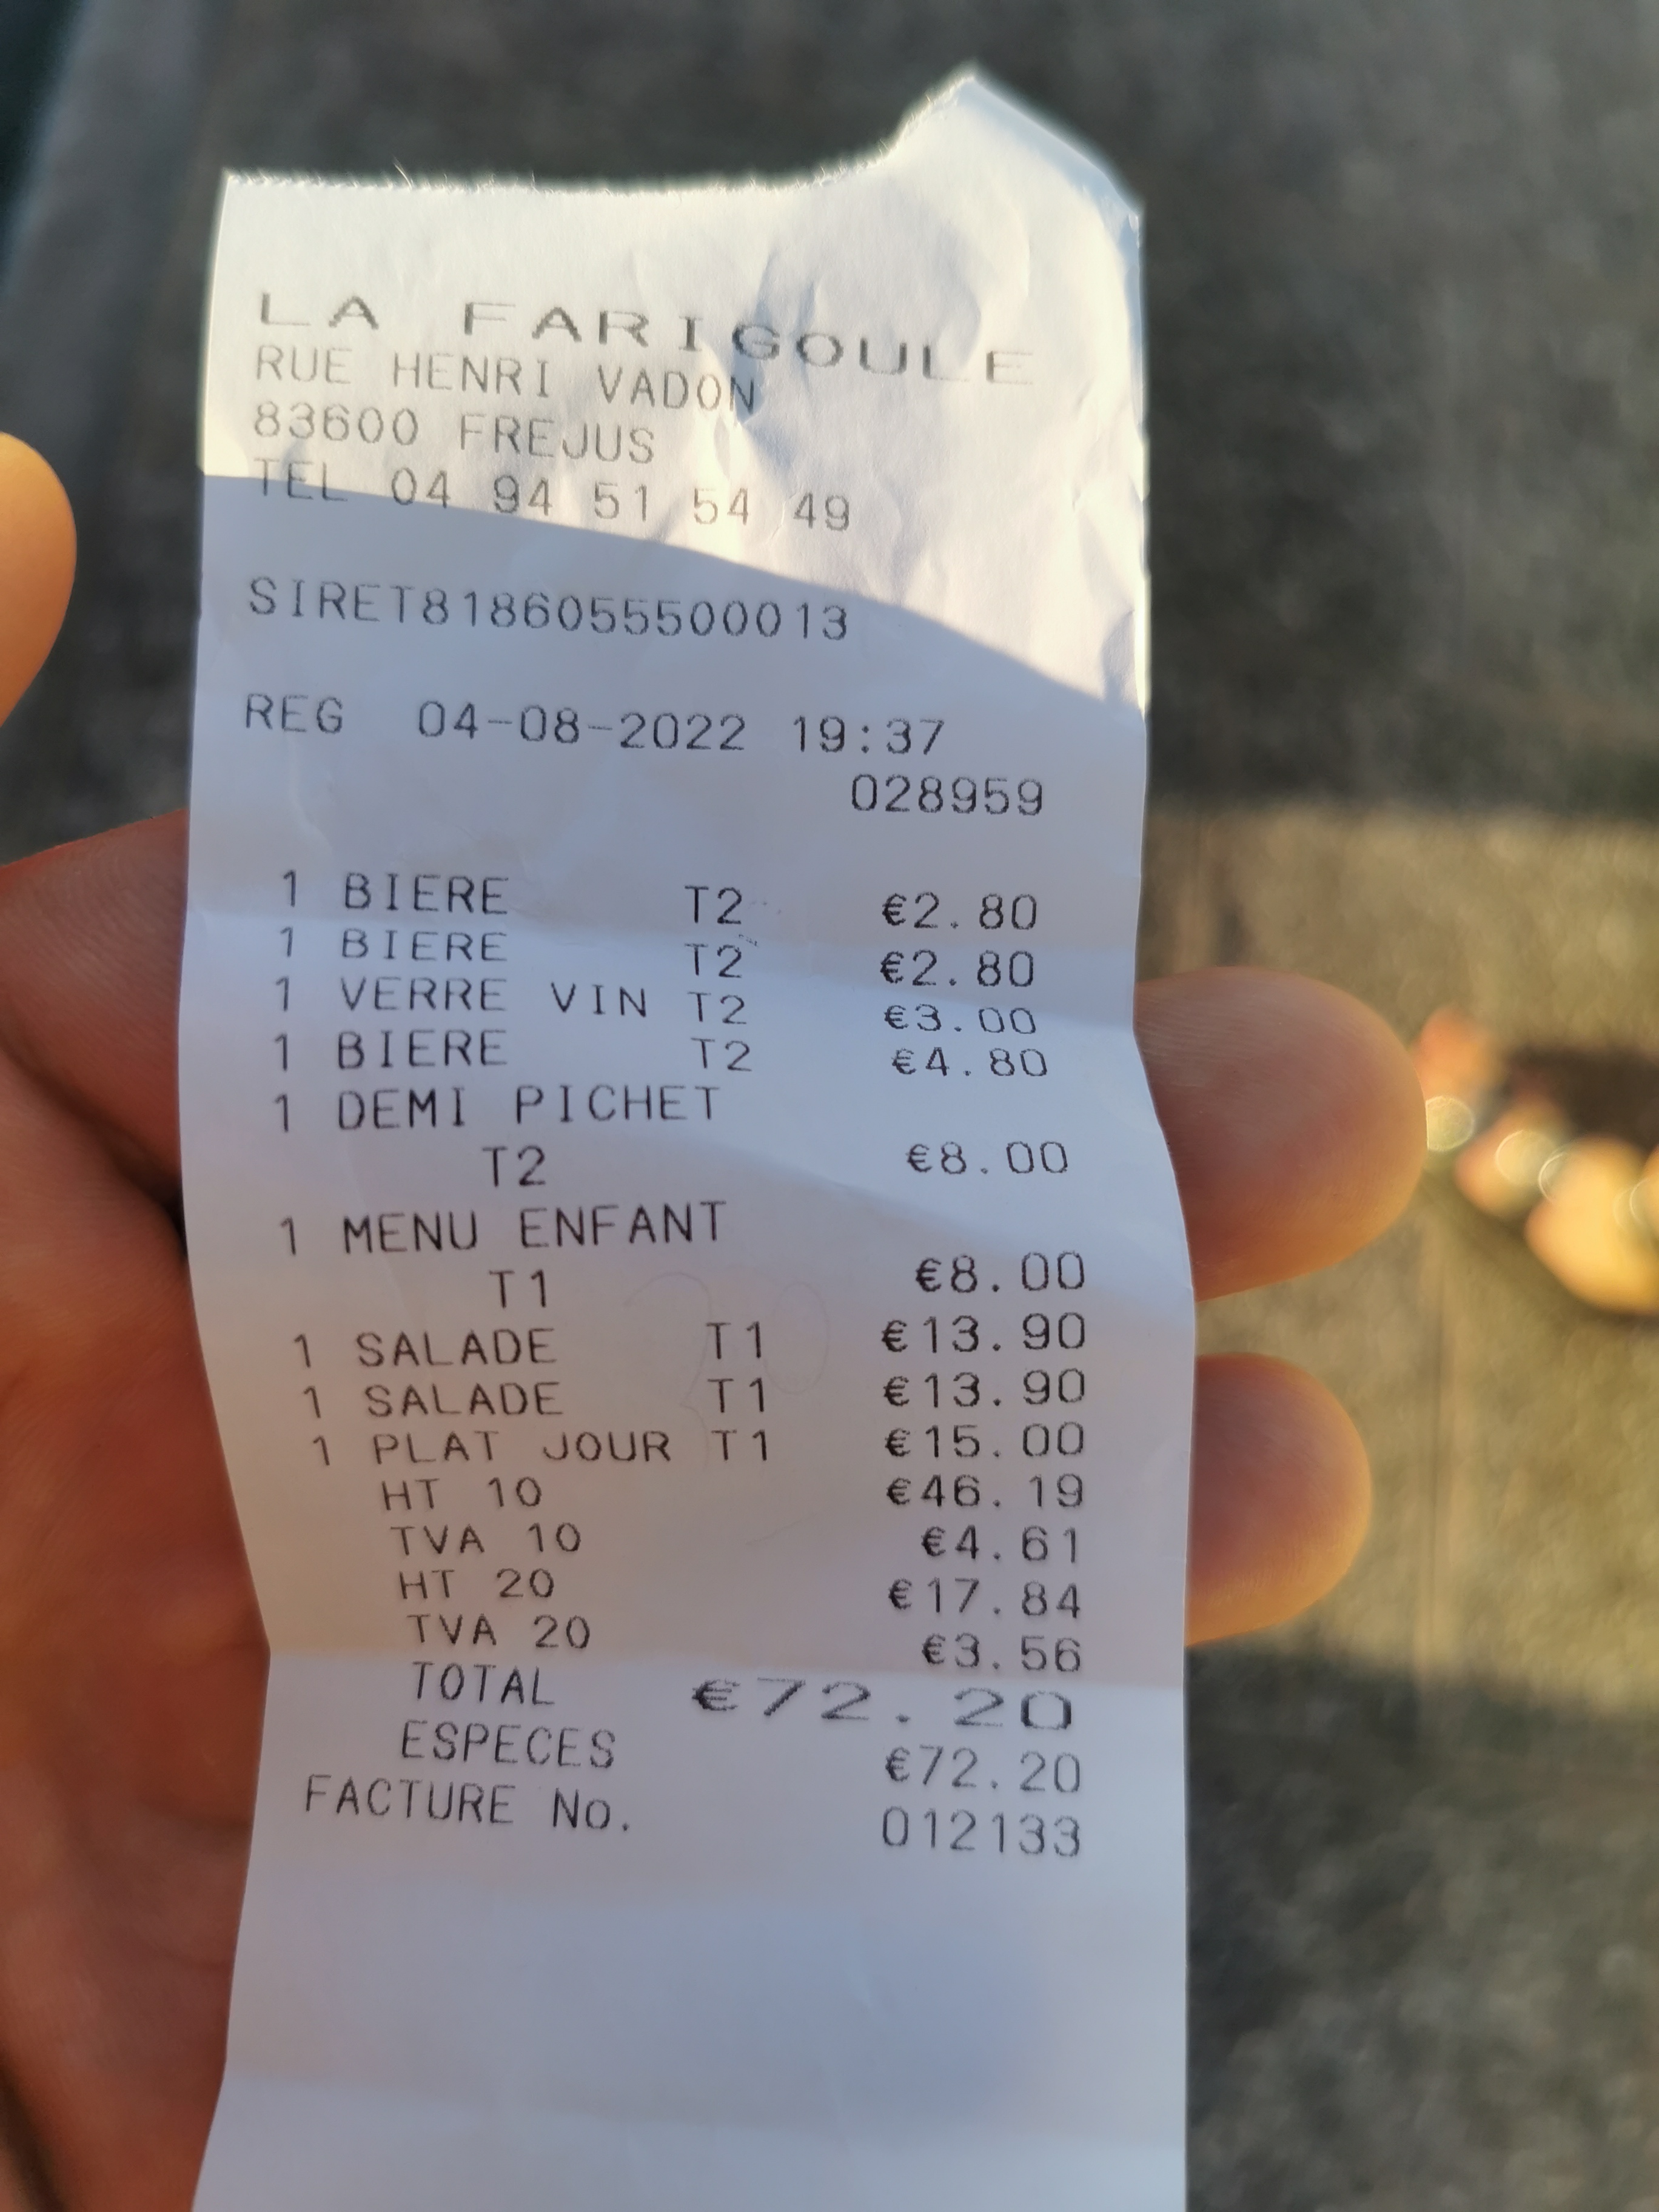 LA FARIGOULE
RUE HENRI VADON
83600 FREJUS
TEL 04 94 51 54 49
SIRET81860555500013
REG 04-08-2022 19:37
028959
1 BIERE T2 €2.80
1 BIERE T2 €2.80
1 VERRE VIN T2 €3.00
1 BIERE T2 €4.80
1 DEMI PICHET
T2 €8.00
1 MENU ENFANT
T1 €8.00
1 SALADE T1 €13.90
1 SALADE T1 €13.90
1 PLAT JOUR T1 €15.00
HT 10 €46.19
TVA 10 €4.61
HT 20 €17.84
TVA 20 €3.56
TOTAL €72.20
ESPECES €72.20
FACTURE No. 012133